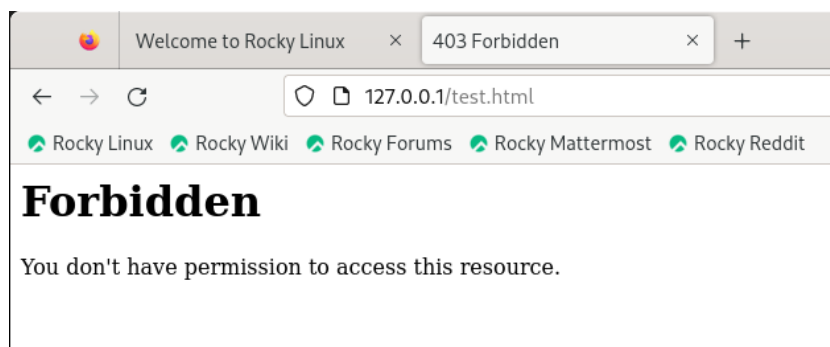 Welcome to Rocky Linux × 403 Forbidden × +
127.0.0.1/test.html
Rocky Linux Rocky Wiki Rocky Forums Rocky Mattermost Rocky Reddit
Forbidden
You don't have permission to access this resource.